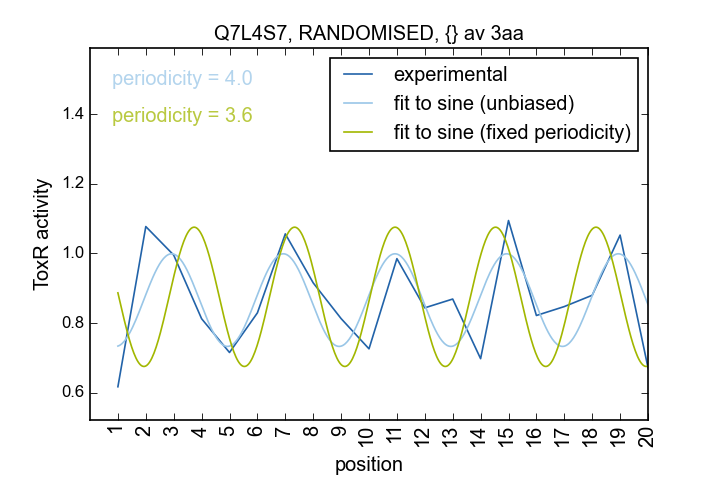 Q7L4S7, RANDOMISED, {} av 3aa
periodicity = 4.0
periodicity = 3.6
experimental
fit to sine (unbiased)
fit to sine (fixed periodicity)
ToxR activity
1.4
1.2
1.0
0.8
0.6
1 2 3 4 5 6 7 8 9 10 11 12 13 14 15 16 17 18 19 20
position